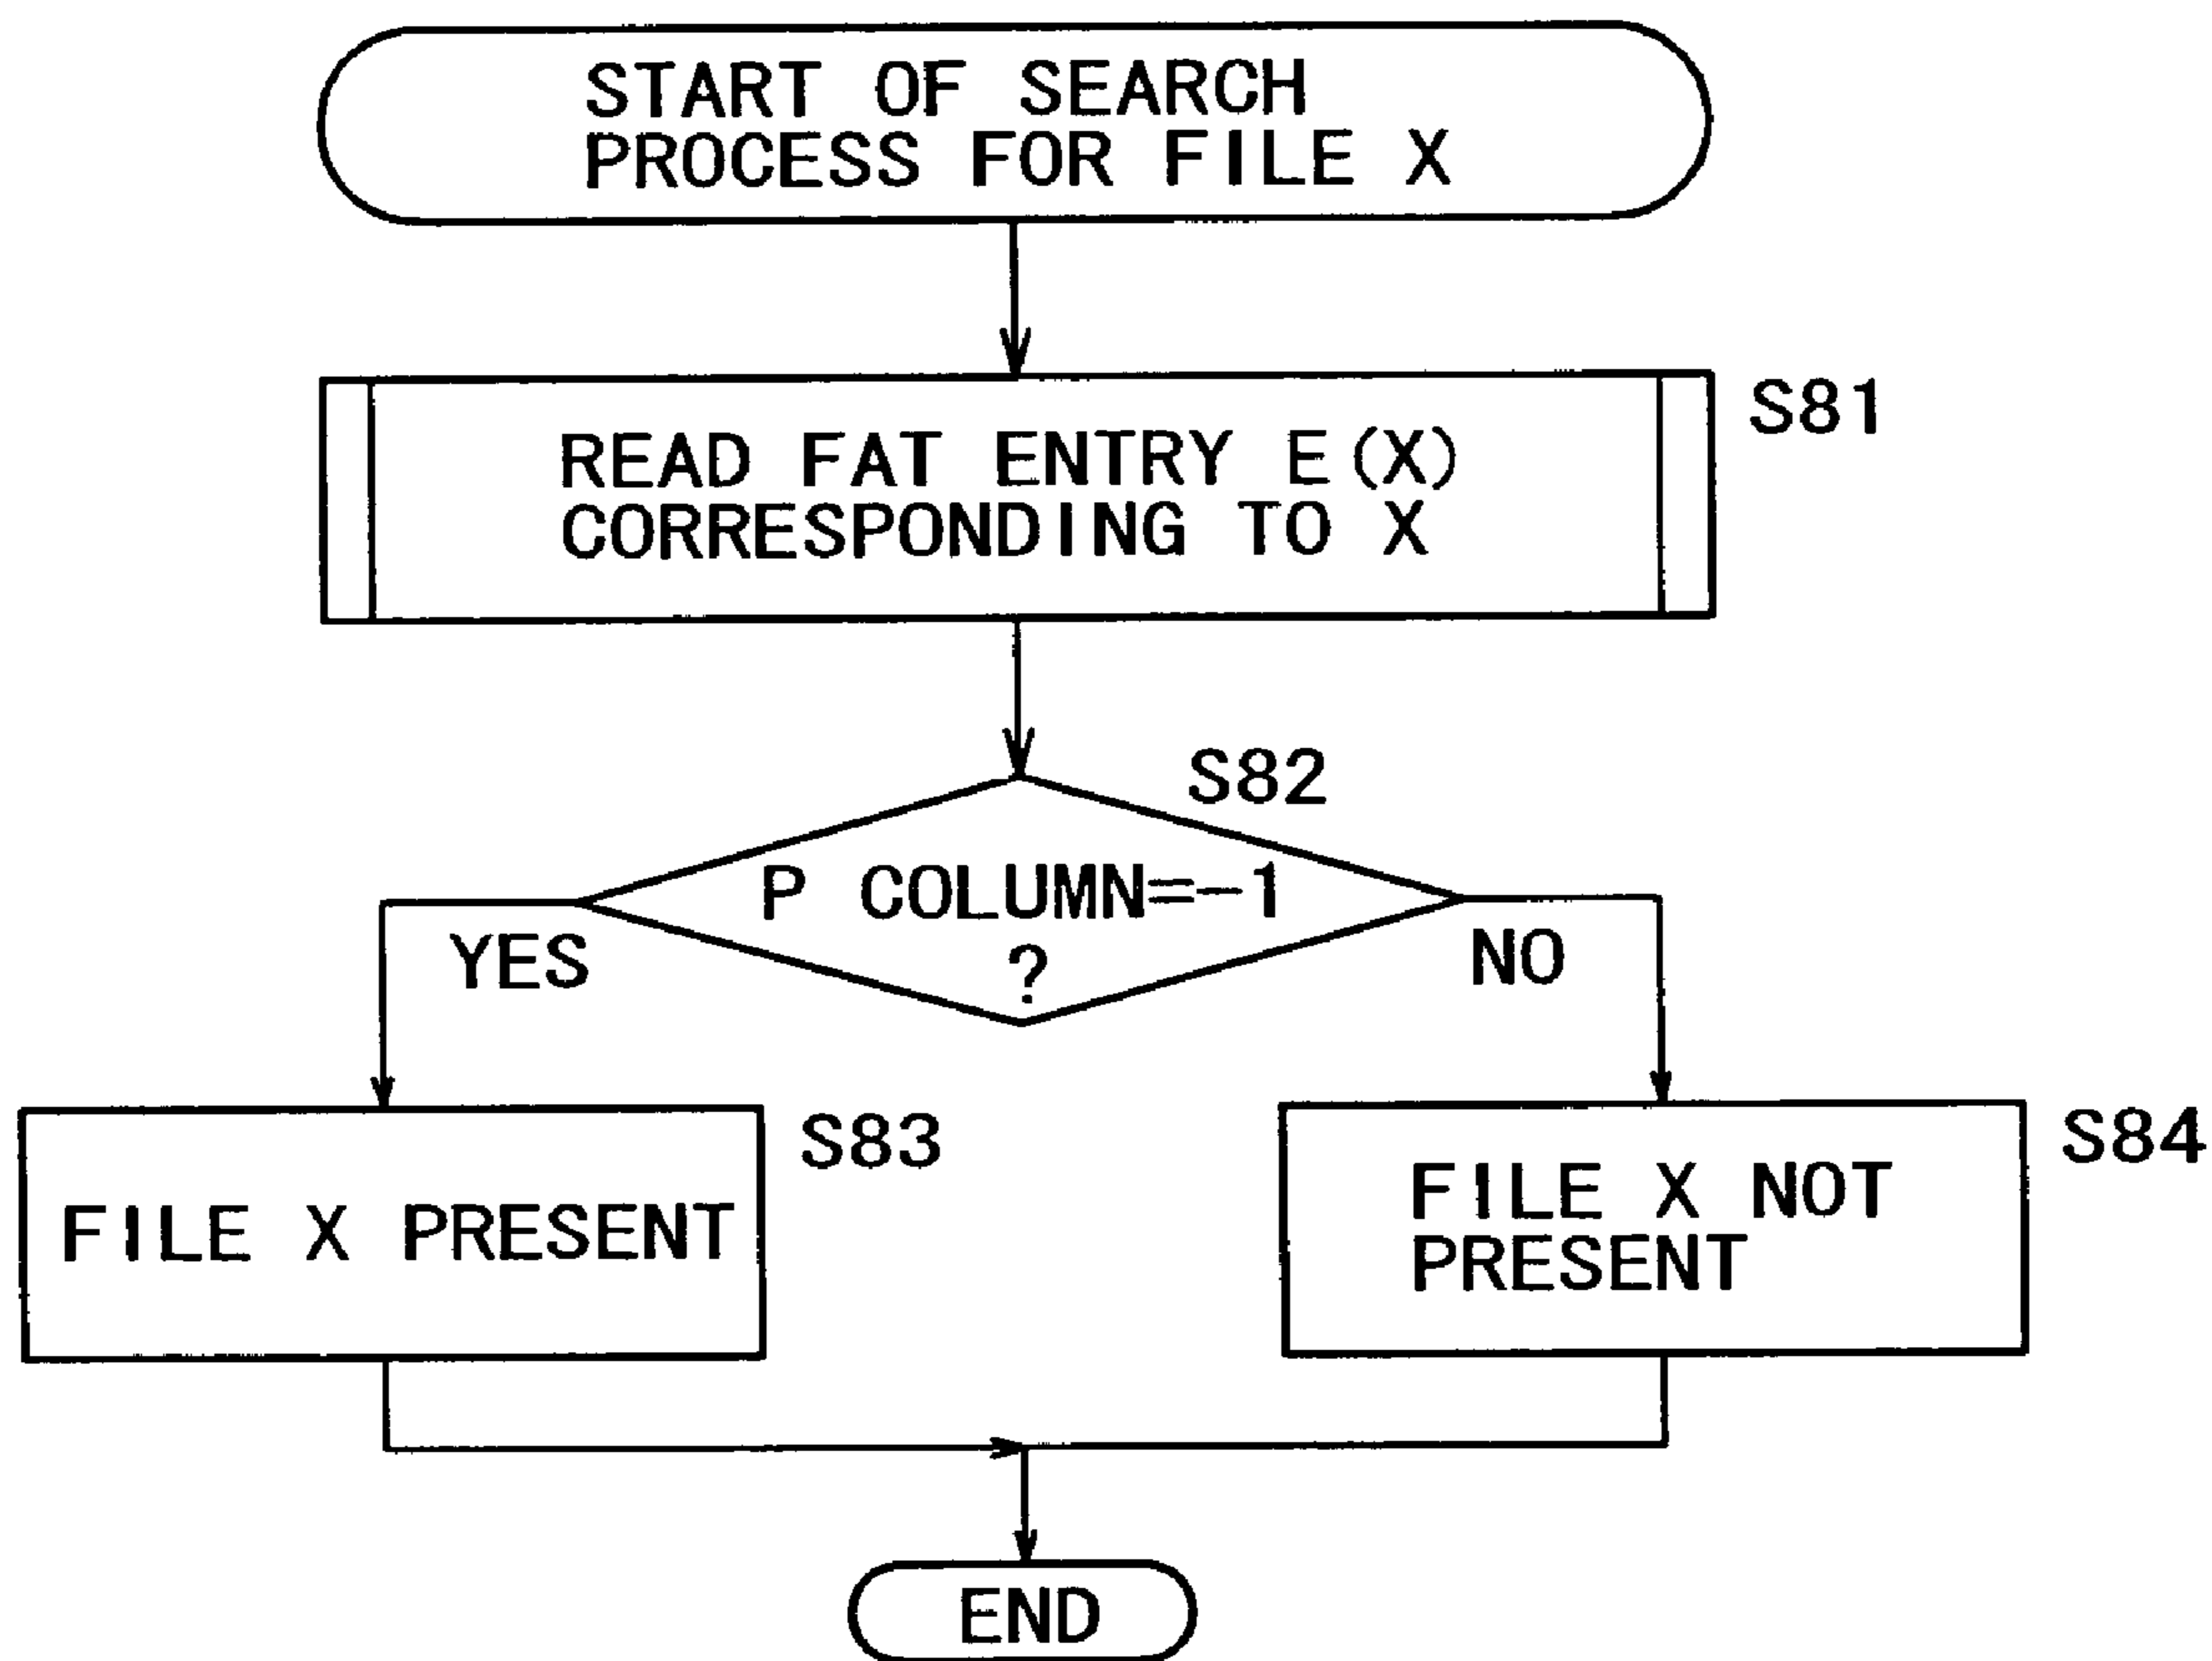 START OF SEARCH
PROCESS FOR FILE X
READ FAT ENTRY E(X)
CORRESPONDING TO X
S81
S82
P COLUMN=-1
?
YES
NO
FILE X PRESENT
S83
FILE X NOT
PRESENT
S84
END